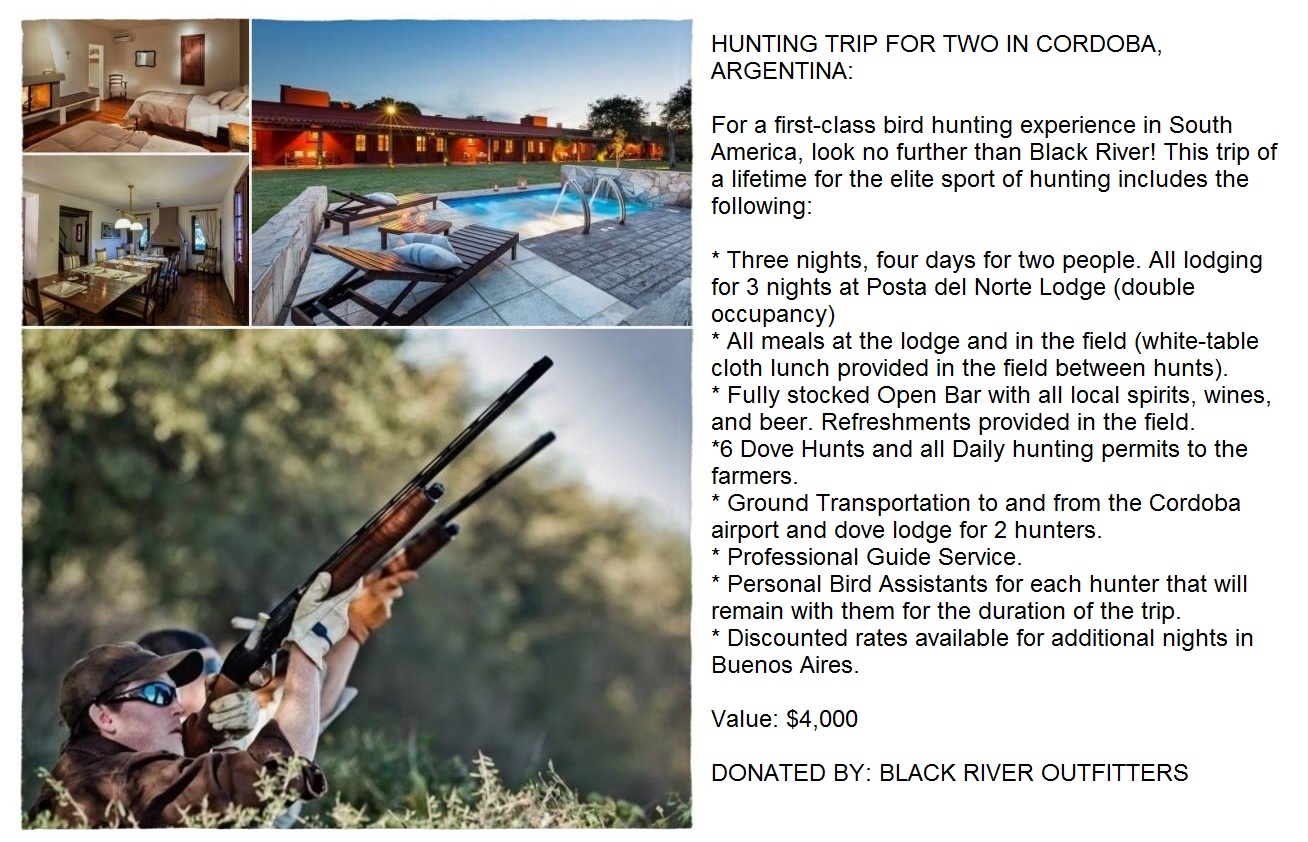 HUNTING TRIP FOR TWO IN CORDOBA,
ARGENTINA:
For a first-class bird hunting experience in South
America, look no further than Black River! This trip of
a lifetime for the elite sport of hunting includes the
following:
* Three nights, four days for two people. All lodging
for 3 nights at Posta del Norte Lodge (double
occupancy)
* All meals at the lodge and in the field (white-table
cloth lunch provided in the field between hunts).
* Fully stocked Open Bar with all local spirits, wines,
and beer. Refreshments provided in the field.
*6 Dove Hunts and all Daily hunting permits to the
farmers.
* Ground Transportation to and from the Cordoba
airport and dove lodge for 2 hunters.
* Professional Guide Service.
* Personal Bird Assistants for each hunter that will
remain with them for the duration of the trip.
* Discounted rates available for additional nights in
Buenos Aires.
Value: $4,000
DONATED BY: BLACK RIVER OUTFITTERS